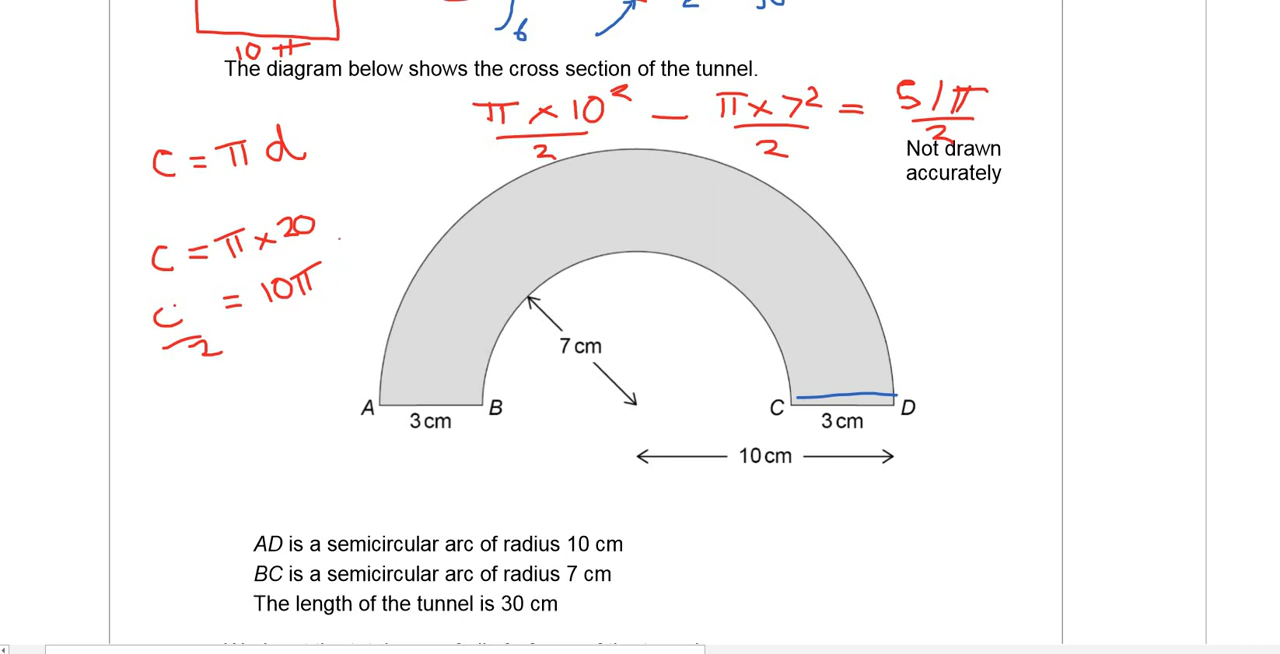 6
10 π
The diagram below shows the cross section of the tunnel.
π × 10² / 2 − π × 7² / 2 = 51π / 2
Not drawn
accurately
C = π d
C = π × 20
C / 2 = 10π
7 cm
A
3 cm
B
C
3 cm
D
10 cm
AD is a semicircular arc of radius 10 cm
BC is a semicircular arc of radius 7 cm
The length of the tunnel is 30 cm